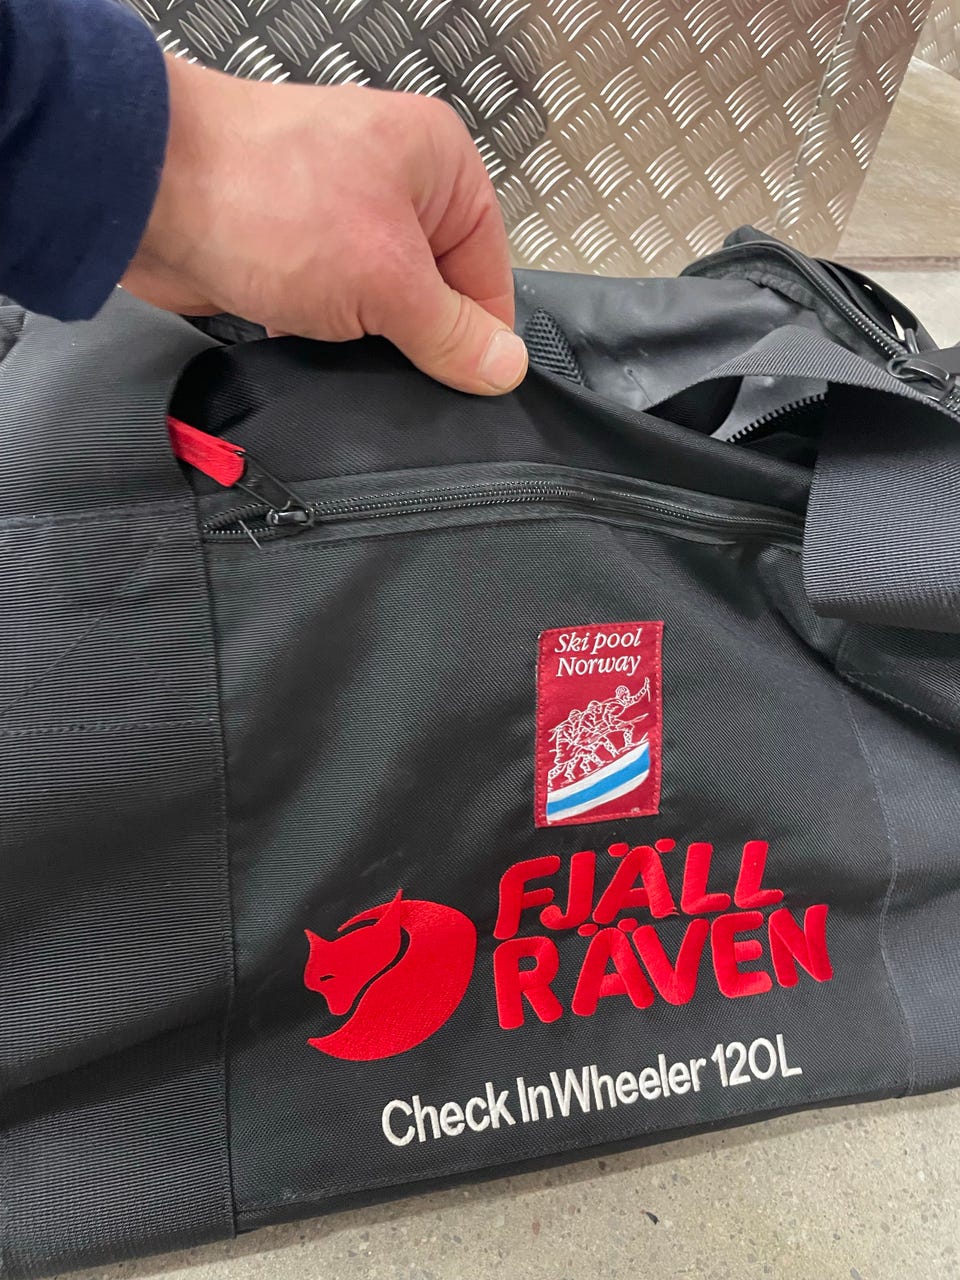 Ski pool
Norway
FJÄLL
RÄVEN
Check In Wheeler 120L